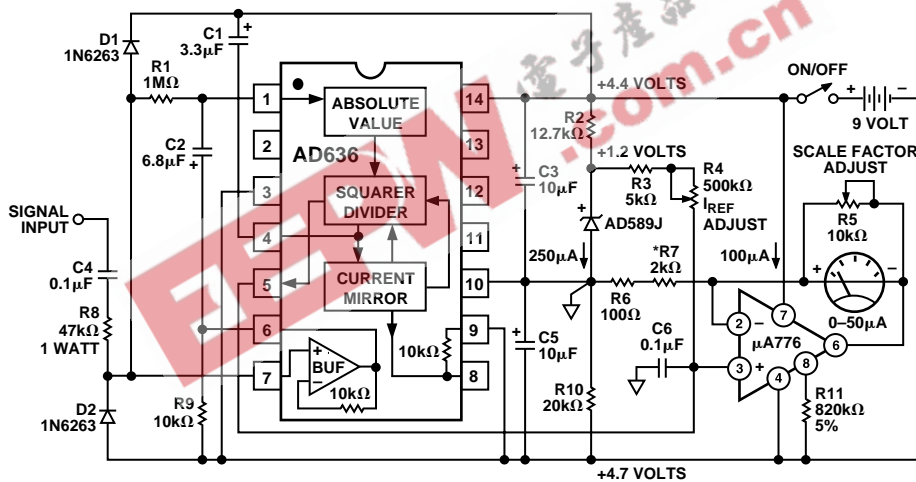 D1
1N6263
C1
3.3µF
+
R1
1MΩ
C2
6.8µF
+
SIGNAL
INPUT
C4
0.1µF
R8
47kΩ
1 WATT
D2
1N6263
R9
10kΩ
1
2
3
4
5
6
7
ABSOLUTE
VALUE
AD636
SQUARER
DIVIDER
CURRENT
MIRROR
+
BUF
−
10kΩ
10kΩ
14
13
12
11
10
9
8
+
C3
10µF
+
C5
10µF
+4.4 VOLTS
R2
12.7kΩ
+1.2 VOLTS
R3
5kΩ
R4
500kΩ
IREF
ADJUST
+
AD589J
250µA
*R7
2kΩ
R6
100Ω
100µA
C6
0.1µF
R10
20kΩ
+4.7 VOLTS
ON/OFF
+
−
9 VOLT
SCALE FACTOR
ADJUST
R5
10kΩ
+
−
0–50µA
2
−
3
+
7
µA776
6
4
8
R11
820kΩ
5%
EEPW.com.cn
電子產品